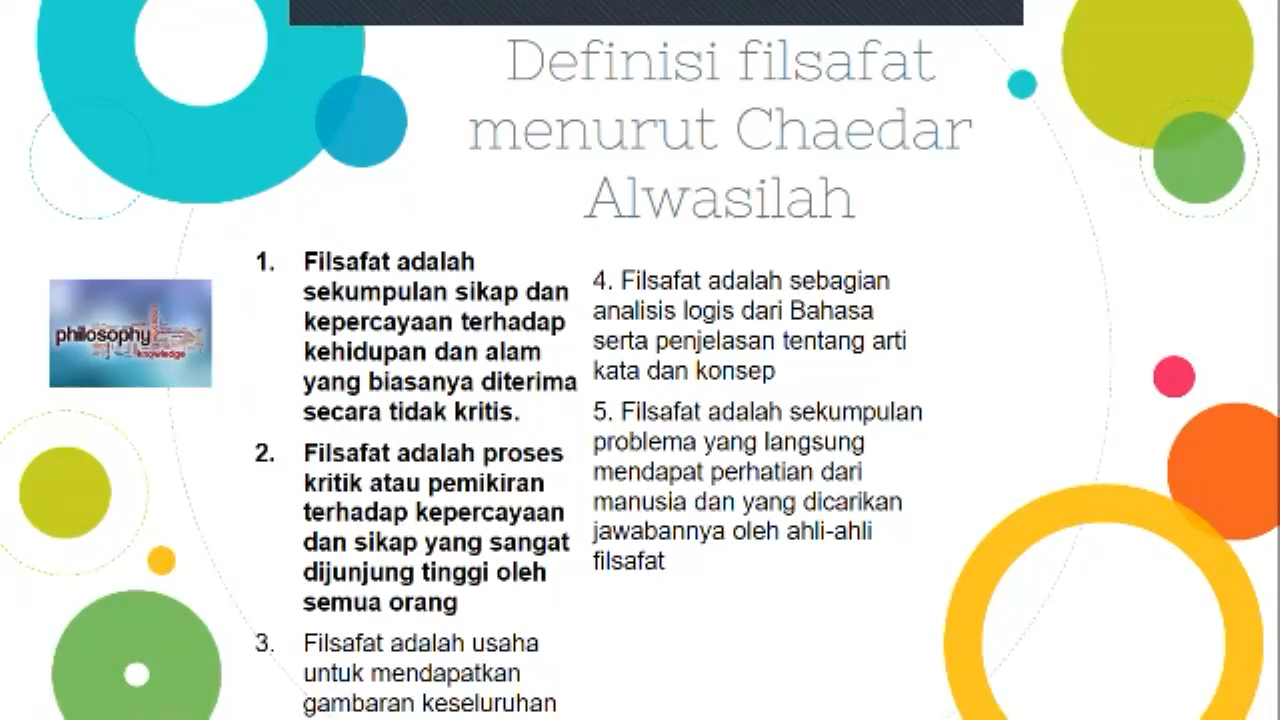 Definisi filsafat
menurut Chaedar
Alwasilah
philosophy
knowledge
1. Filsafat adalah
sekumpulan sikap dan
kepercayaan terhadap
kehidupan dan alam
yang biasanya diterima
secara tidak kritis.
2. Filsafat adalah proses
kritik atau pemikiran
terhadap kepercayaan
dan sikap yang sangat
dijunjung tinggi oleh
semua orang
3. Filsafat adalah usaha
untuk mendapatkan
gambaran keseluruhan
4. Filsafat adalah sebagian
analisis logis dari Bahasa
serta penjelasan tentang arti
kata dan konsep
5. Filsafat adalah sekumpulan
problema yang langsung
mendapat perhatian dari
manusia dan yang dicarikan
jawabannya oleh ahli-ahli
filsafat